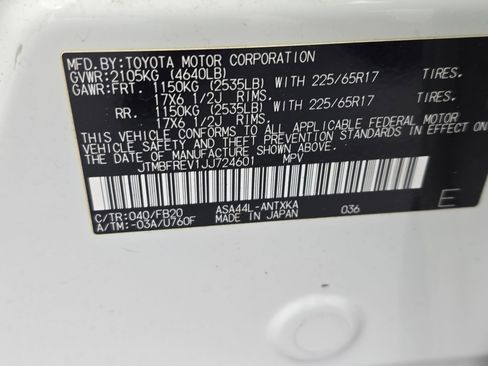 MFD. BY: TOYOTA MOTOR CORPORATION
GVWR: 2105KG (4640LB)
GAWR: FRT. 1150KG (2535LB) WITH 225/65R17 TIRES.
17X6 1/2J RIMS.
RR. 1150KG (2535LB) WITH 225/65R17 TIRES.
17X6 1/2J RIMS.
THIS VEHICLE CONFORMS TO ALL APPLICABLE FEDERAL MOTOR
VEHICLE SAFETY AND THEFT PREVENTION STANDARDS IN EFFECT
ON THE DATE OF MANUFACTURE SHOWN ABOVE.
JTMBFREV1JJ724601 MPV
C/TR: 040/FB20 ASA44L-ANTXKA 036 E
A/TM: -03A/U760F MADE IN JAPAN